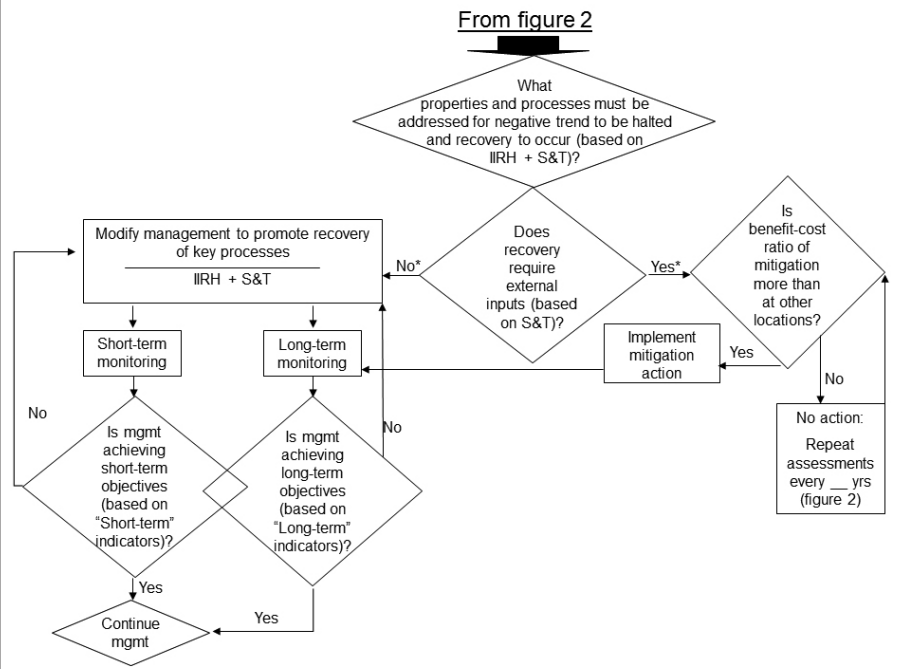 From figure 2
What
properties and processes must be
addressed for negative trend to be halted
and recovery to occur (based on
IIRH + S&T)?
Does
recovery
require
external
inputs (based
on S&T)?
No*
Yes*
Is
benefit-cost
ratio of
mitigation
more than
at other
locations?
Modify management to promote recovery
of key processes
IIRH + S&T
Short-term
monitoring
Long-term
monitoring
Implement
mitigation
action
Yes
No
No action:
Repeat
assessments
every __ yrs
(figure 2)
No
Is mgmt
achieving
short-term
objectives
(based on
“Short-term”
indicators)?
Is mgmt
achieving
long-term
objectives
(based on
“Long-term”
indicators)?
No
Yes
Continue
mgmt
Yes